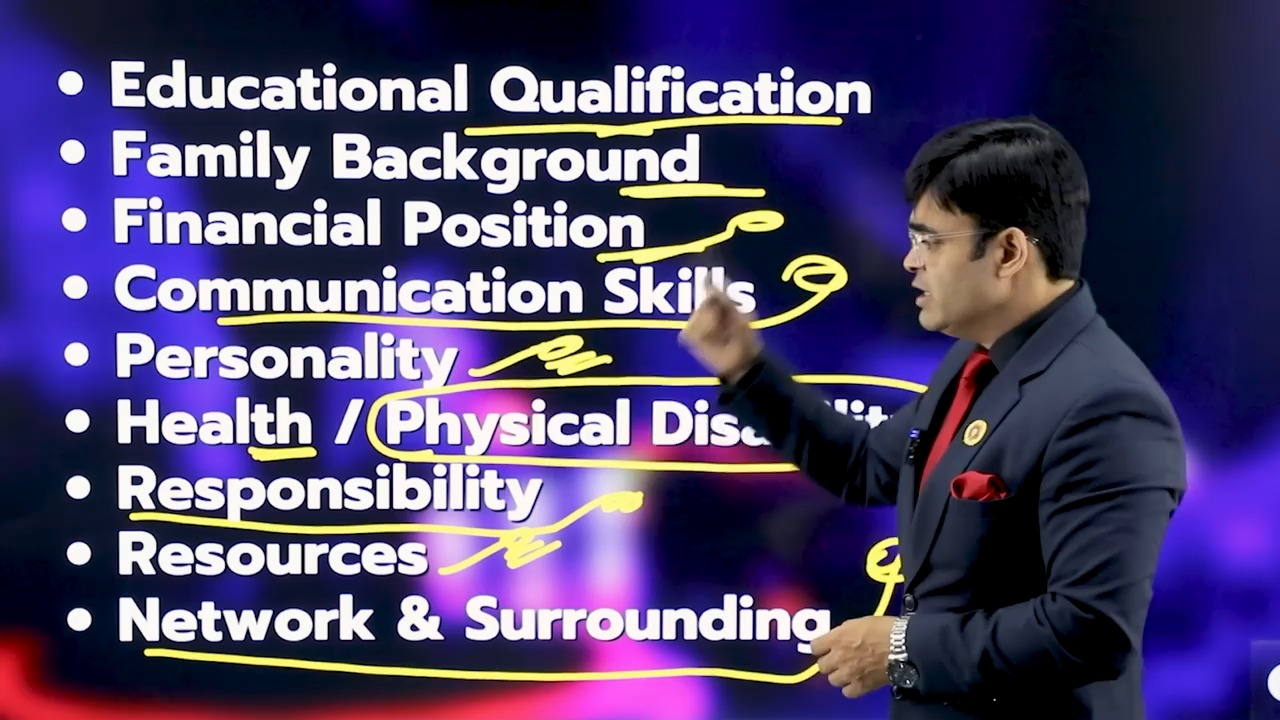 • Educational Qualification
• Family Background
• Financial Position
• Communication Skills
• Personality
• Health / Physical
• Responsibility
• Resources
• Network & Surrounding